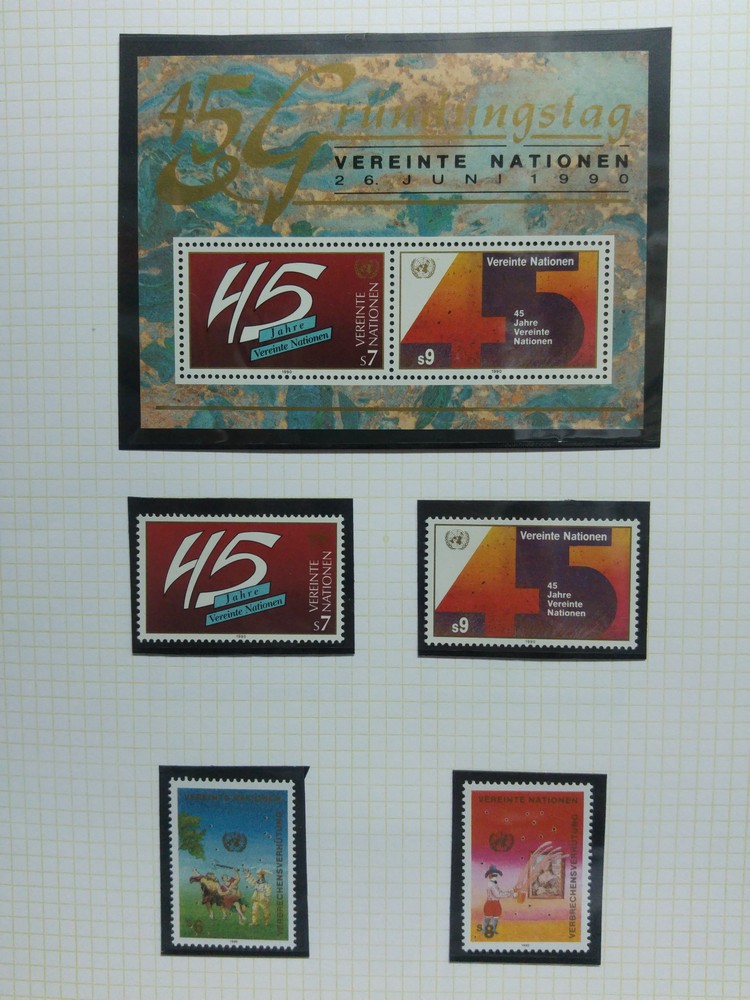 45 Gründungstag
VEREINTE NATIONEN
26. JUNI 1990
45
Jahre
Vereinte Nationen
VEREINTE
NATIONEN
s7
1990
Vereinte Nationen
45
Jahre
Vereinte
Nationen
s9
1990
45
Jahre
Vereinte Nationen
VEREINTE
NATIONEN
s7
1990
Vereinte Nationen
45
Jahre
Vereinte
Nationen
s9
1990
VEREINTE NATIONEN
VERBRECHENSVERHÜTUNG
s6
VEREINTE NATIONEN
VERBRECHENSVERHÜTUNG
s8